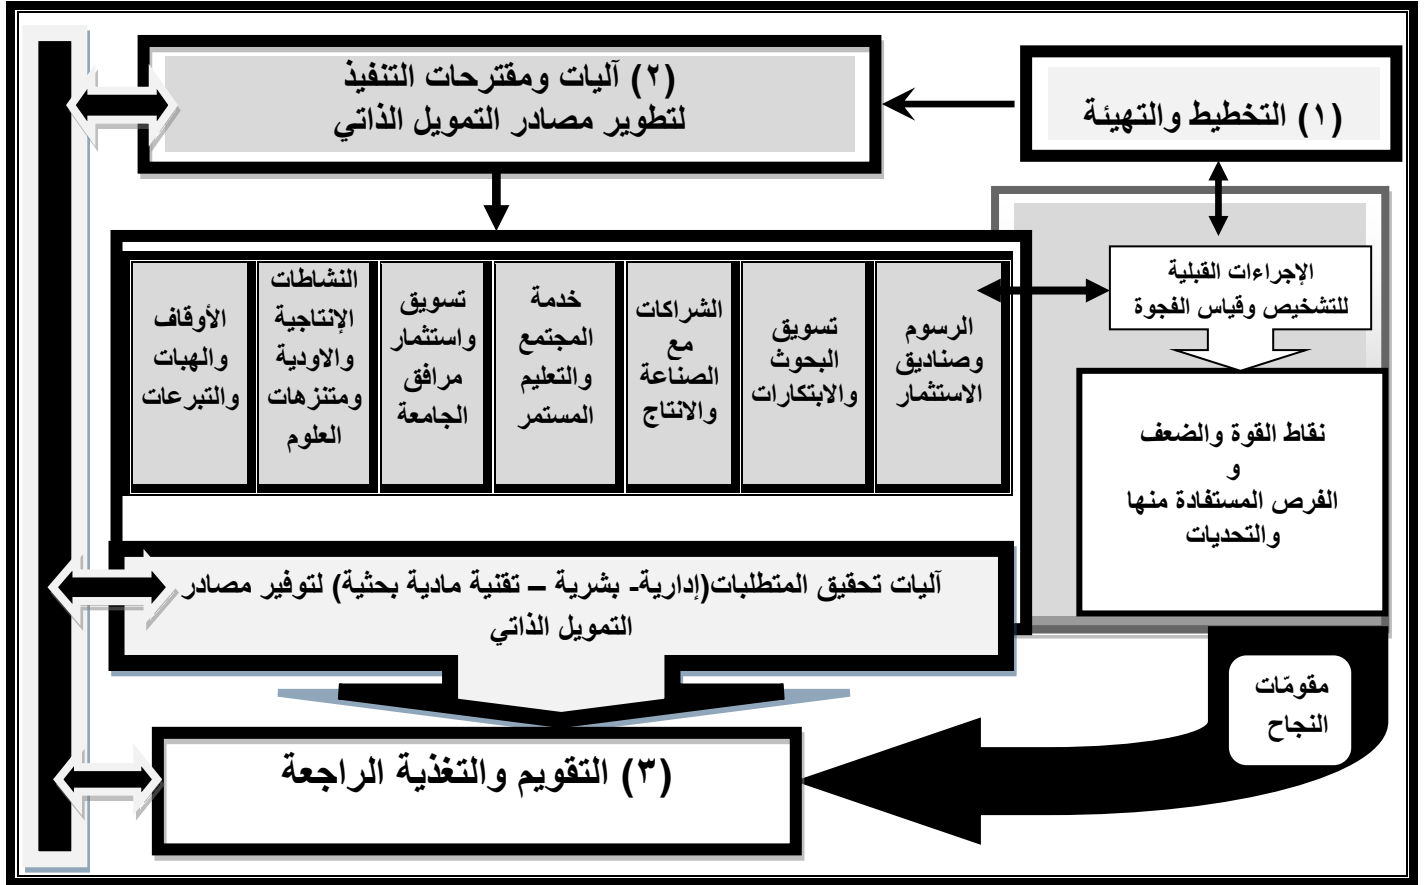 (١) التخطيط والتهيئة
(٢) آليات ومقترحات التنفيذ
لتطوير مصادر التمويل الذاتي
الإجراءات القبلية
للتشخيص وقياس الفجوة
نقاط القوة والضعف
و
الفرص المستفادة منها
والتحديات
الرسوم
وصناديق
الاستثمار
تسويق
البحوث
والابتكارات
الشراكات
مع
الصناعة
والانتاج
خدمة
المجتمع
والتعليم
المستمر
تسويق
واستثمار
مرافق
الجامعة
النشاطات
الإنتاجية
والاودية
ومتنزهات
العلوم
الأوقاف
والهبات
والتبرعات
آليات تحقيق المتطلبات(إدارية- بشرية – تقنية مادية بحثية) لتوفير مصادر
التمويل الذاتي
مقومّات
النجاح
(٣) التقويم والتغذية الراجعة